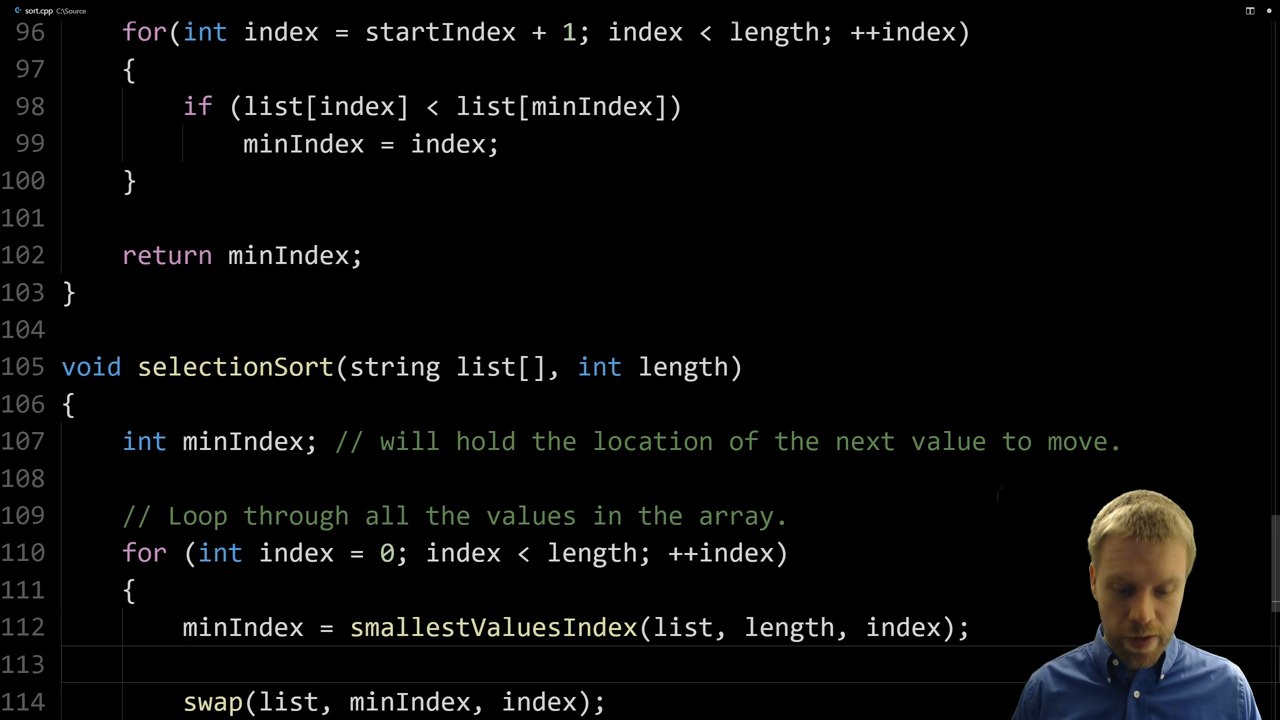 sort.cpp C:\Source
96 for(int index = startIndex + 1; index < length; ++index)
97 {
98 if (list[index] < list[minIndex])
99 minIndex = index;
100 }
101
102 return minIndex;
103 }
104
105 void selectionSort(string list[], int length)
106 {
107 int minIndex; // will hold the location of the next value to move.
108
109 // Loop through all the values in the array.
110 for (int index = 0; index < length; ++index)
111 {
112 minIndex = smallestValuesIndex(list, length, index);
113
114 swap(list, minIndex, index);